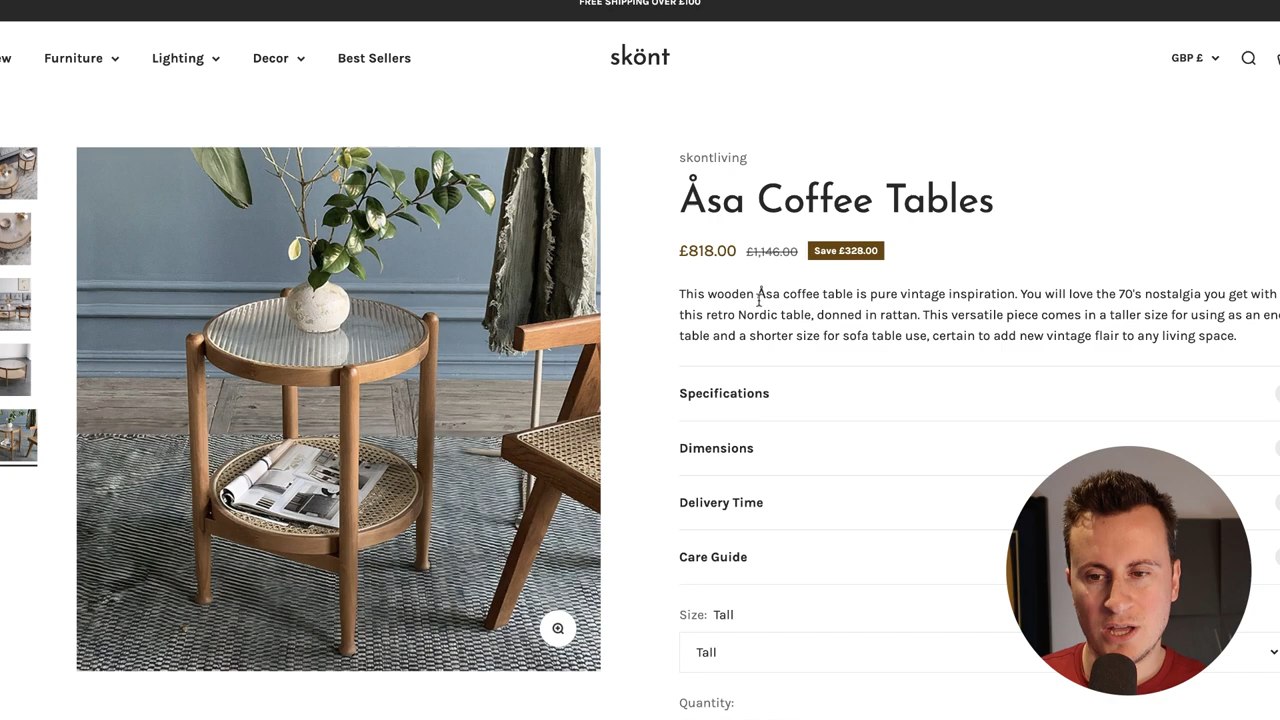 FREE SHIPPING OVER £100
Furniture
Lighting
Decor
Best Sellers
skönt
GBP £
skontliving
Åsa Coffee Tables
£818.00 £1,146.00 Save £328.00
This wooden Åsa coffee table is pure vintage inspiration. You will love the 70's nostalgia you get with
this retro Nordic table, donned in rattan. This versatile piece comes in a taller size for using as an
table and a shorter size for sofa table use, certain to add new vintage flair to any living space.
Specifications
Dimensions
Delivery Time
Care Guide
Size: Tall
Tall
Quantity: